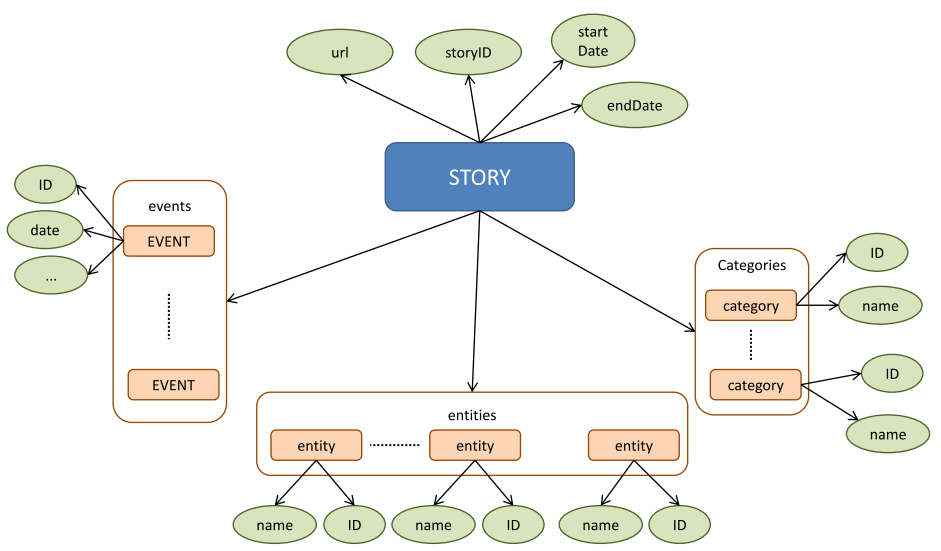 url
storyID
start
Date
endDate
STORY
ID
date
...
events
EVENT
EVENT
Categories
category
category
ID
name
ID
name
entities
entity
entity
entity
name
ID
name
ID
name
ID